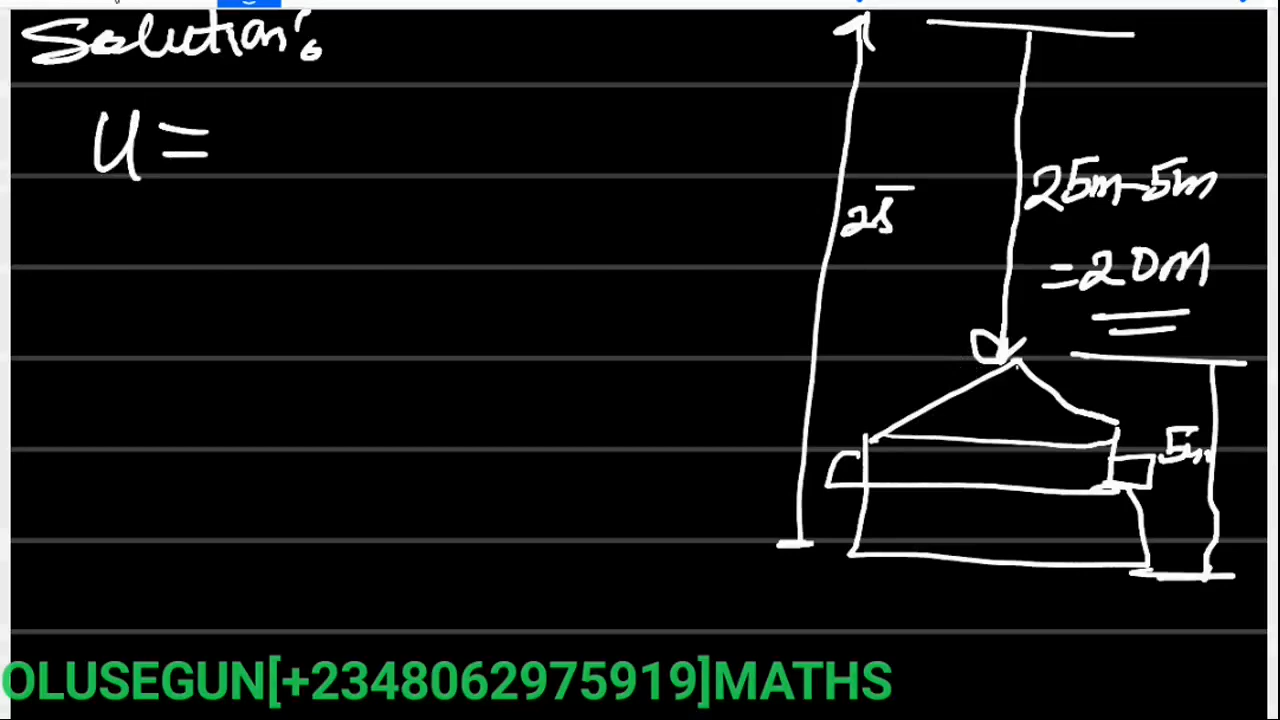 Solution:
U =
25
25m-5m
=20m
5m
OLUSEGUN[+2348062975919]MATHS